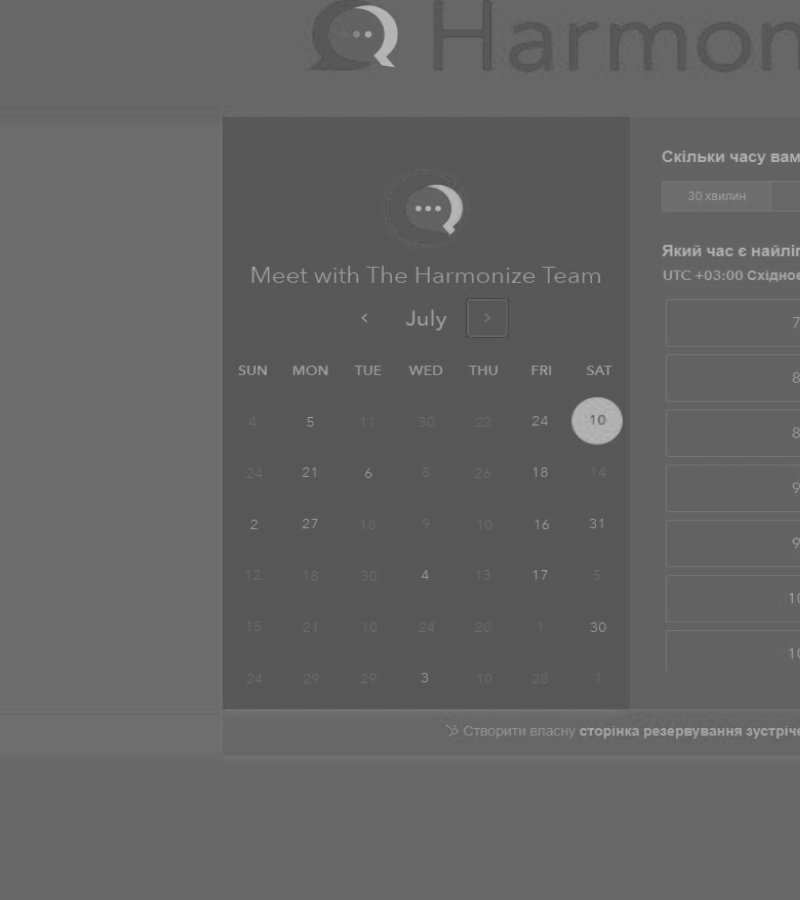 Harmon
Meet with The Harmonize Team
July
SUN MON TUE WED THU FRI SAT
4 5 11 30 22 24 10
24 21 6 8 26 18 14
2 27 18 9 10 16 31
12 18 30 4 13 17 5
15 21 10 24 20 1 30
24 29 29 3 10 28 1
Скільки часу вам
30 хвилин
Який час є найліп
UTC +03:00 Східноє
7
8
8
9
9
10
10
Створити власну сторінка резервування зустріче